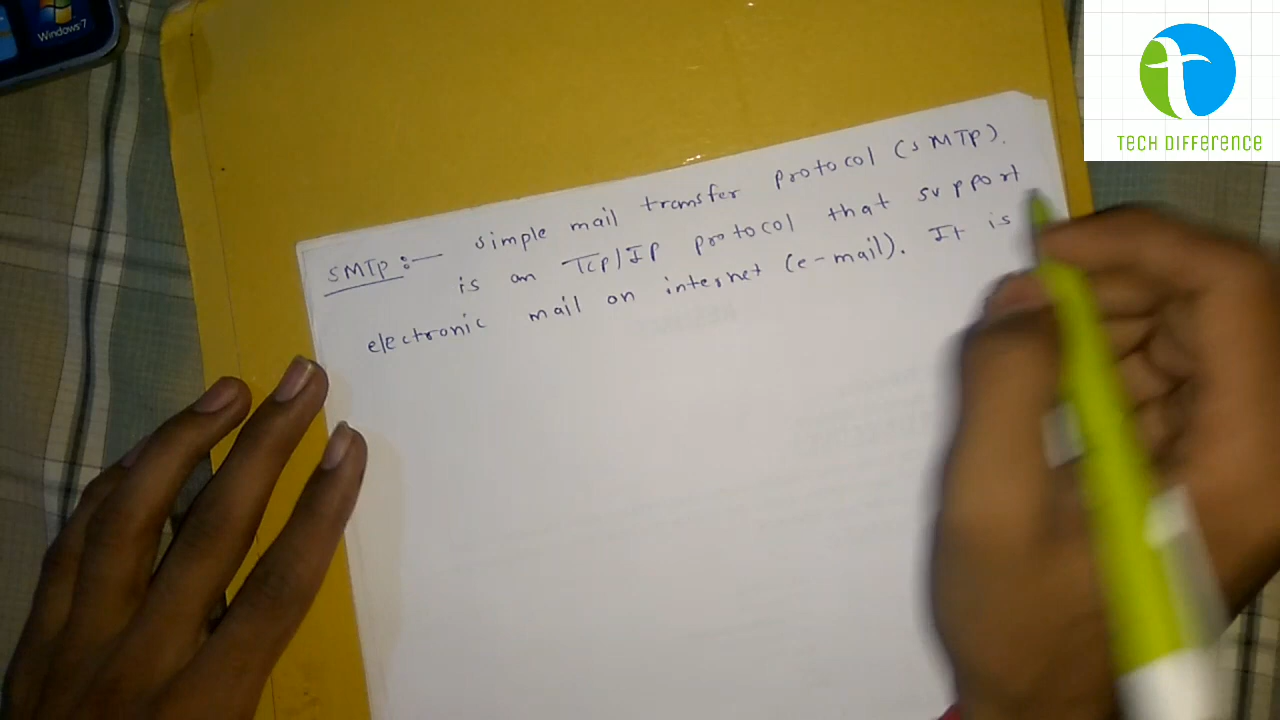 Windows 7
TECH DIFFERENCE
SMTP :— simple mail transfer protocol (SMTP).
is an TCP/IP protocol that support
electronic mail on internet (e-mail). It is